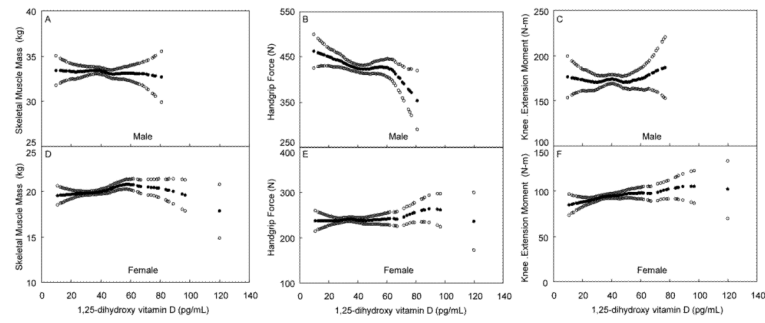 A
40
35
30
25
Skeletal Muscle Mass (kg)
Male
B
550
450
350
250
Handgrip Force (N)
Male
C
250
200
150
100
Knee .Extension Moment (N-m)
Male
D
25
20
15
10
Skeletal Muscle Mass (kg)
Female
0 20 40 60 80 100 120 140
1,25-dihydroxy vitamin D (pg/mL)
E
400
300
200
100
Handgrip Force (N)
Female
0 20 40 60 80 100 120 140
1,25-dihydroxy vitamin D (pg/mL)
F
150
100
50
0
Knee .Extension Moment (N-m)
Female
0 20 40 60 80 100 120 140
1,25-dihydroxy vitamin D (pg/mL)